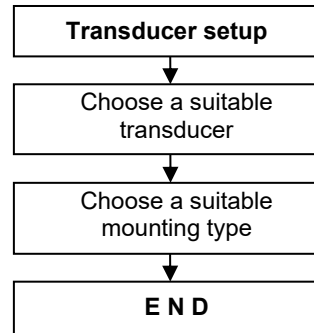 Transducer setup
Choose a suitable
transducer
Choose a suitable
mounting type
E N D